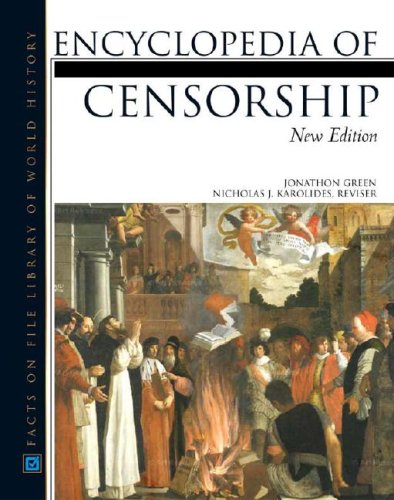 ENCYCLOPEDIA OF
CENSORSHIP
New Edition
JONATHON GREEN
NICHOLAS J. KAROLIDES, REVISER
FACTS ON FILE LIBRARY OF WORLD HISTORY